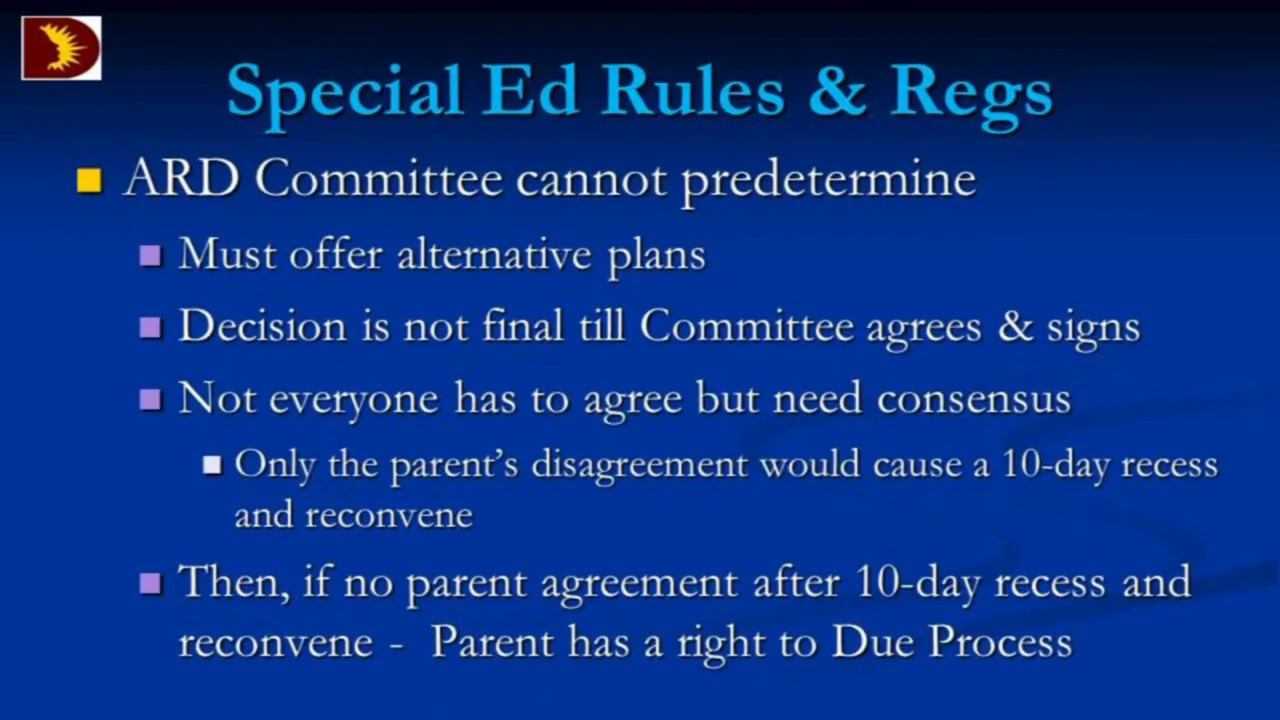 Special Ed Rules & Regs
ARD Committee cannot predetermine
Must offer alternative plans
Decision is not final till Committee agrees & signs
Not everyone has to agree but need consensus
Only the parent’s disagreement would cause a 10-day recess
and reconvene
Then, if no parent agreement after 10-day recess and
reconvene - Parent has a right to Due Process